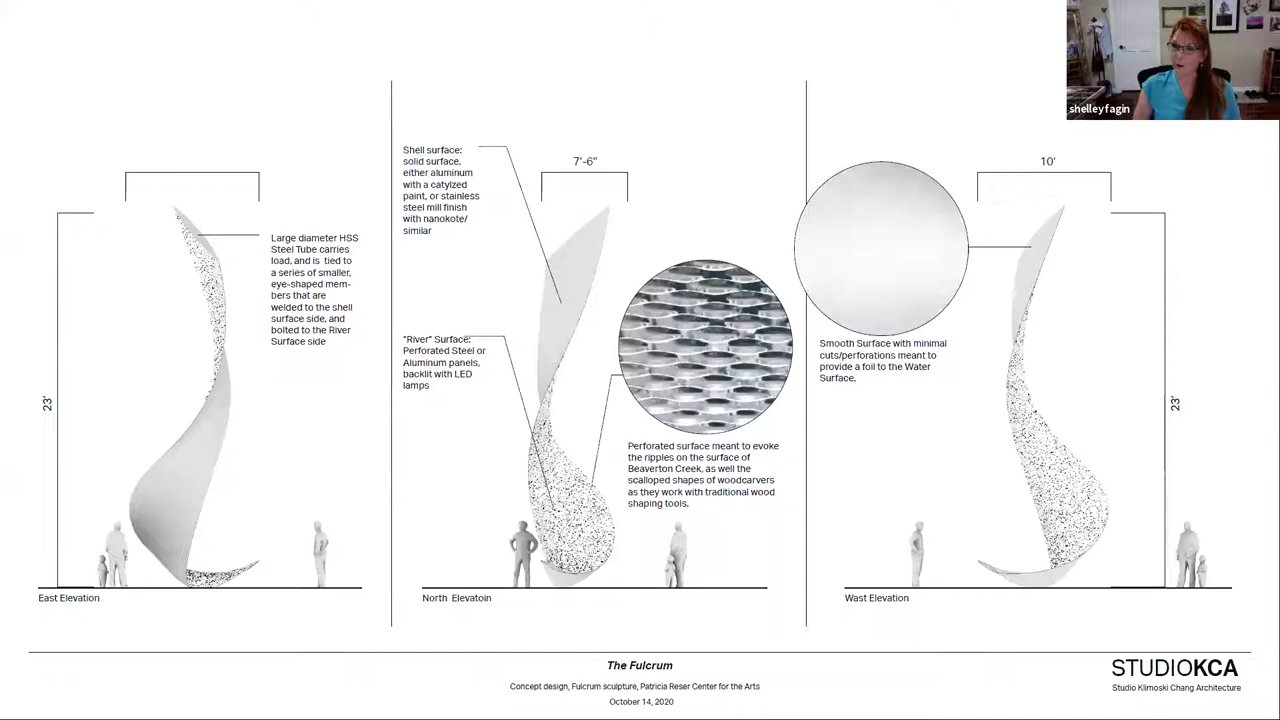 shelleyfagin
Large diameter HSS
Steel Tube carries
load, and is tied to
a series of smaller,
eye-shaped mem-
bers that are
welded to the shell
surface side, and
bolted to the River
Surface side
23'
East Elevation
Shell surface:
solid surface,
either aluminum
with a catylzed
paint, or stainless
steel mill finish
with nanokote/
similar
7'-6"
"River" Surface:
Perforated Steel or
Aluminum panels,
backlit with LED
lamps
Perforated surface meant to evoke
the ripples on the surface of
Beaverton Creek, as well the
scalloped shapes of woodcarvers
as they work with traditional wood
shaping tools.
North Elevatoin
10'
Smooth Surface with minimal
cuts/perforations meant to
provide a foil to the Water
Surface.
23'
Wast Elevation
The Fulcrum
Concept design, Fulcrum sculpture, Patricia Reser Center for the Arts
October 14, 2020
STUDIOKCA
Studio Klimoski Chang Architecture